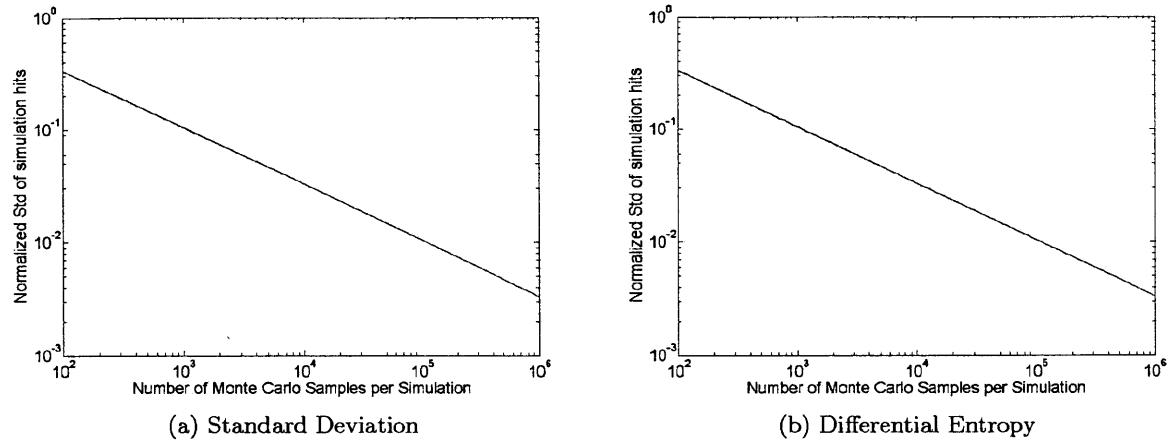 10^0
10^-1
10^-2
10^-3
Normalized Std of simulation hits
10^2 10^3 10^4 10^5 10^6
Number of Monte Carlo Samples per Simulation
(a) Standard Deviation
10^0
10^-1
10^-2
10^-3
Normalized Std of simulation hits
10^2 10^3 10^4 10^5 10^6
Number of Monte Carlo Samples per Simulation
(b) Differential Entropy